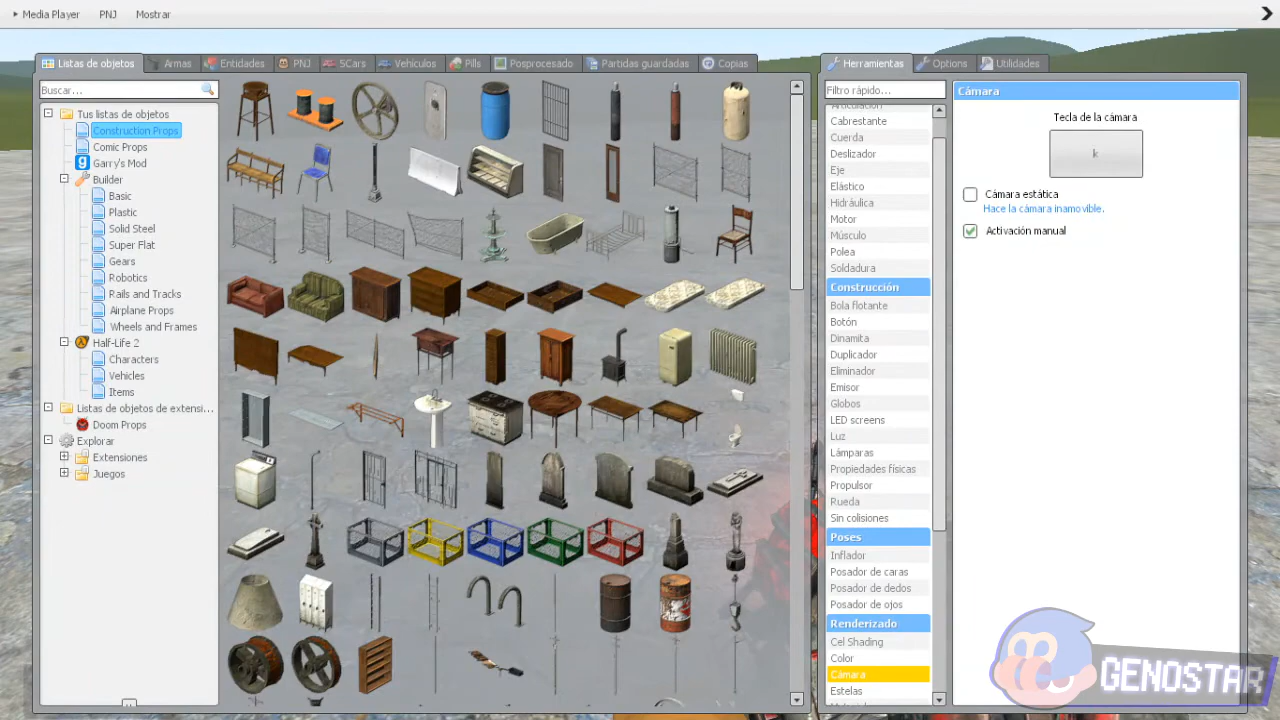 Media Player PNJ Mostrar
Listas de objetos Armas Entidades PNJ SCars Vehículos Pills Posprocesado Partidas guardadas Copias
Buscar...
Tus listas de objetos
Construction Props
Comic Props
Garry's Mod
Builder
Basic
Plastic
Solid Steel
Super Flat
Gears
Robotics
Rails and Tracks
Airplane Props
Wheels and Frames
Half-Life 2
Characters
Vehicles
Items
Listas de objetos de extensi...
Doom Props
Explorar
Extensiones
Juegos
Herramientas Options Utilidades
Filtro rápido...
Articulación
Cabrestante
Cuerda
Deslizador
Eje
Elástico
Hidráulica
Motor
Músculo
Polea
Soldadura
Construcción
Bola flotante
Botón
Dinamita
Duplicador
Eliminador
Emisor
Globos
LED screens
Luz
Lámparas
Propiedades físicas
Propulsor
Rueda
Sin colisiones
Poses
Inflador
Posador de caras
Posador de dedos
Posador de ojos
Renderizado
Cel Shading
Color
Cámara
Estelas
Cámara
Tecla de la cámara
k
Cámara estática
Hace la cámara inamovible.
Activación manual
GENOSTAR